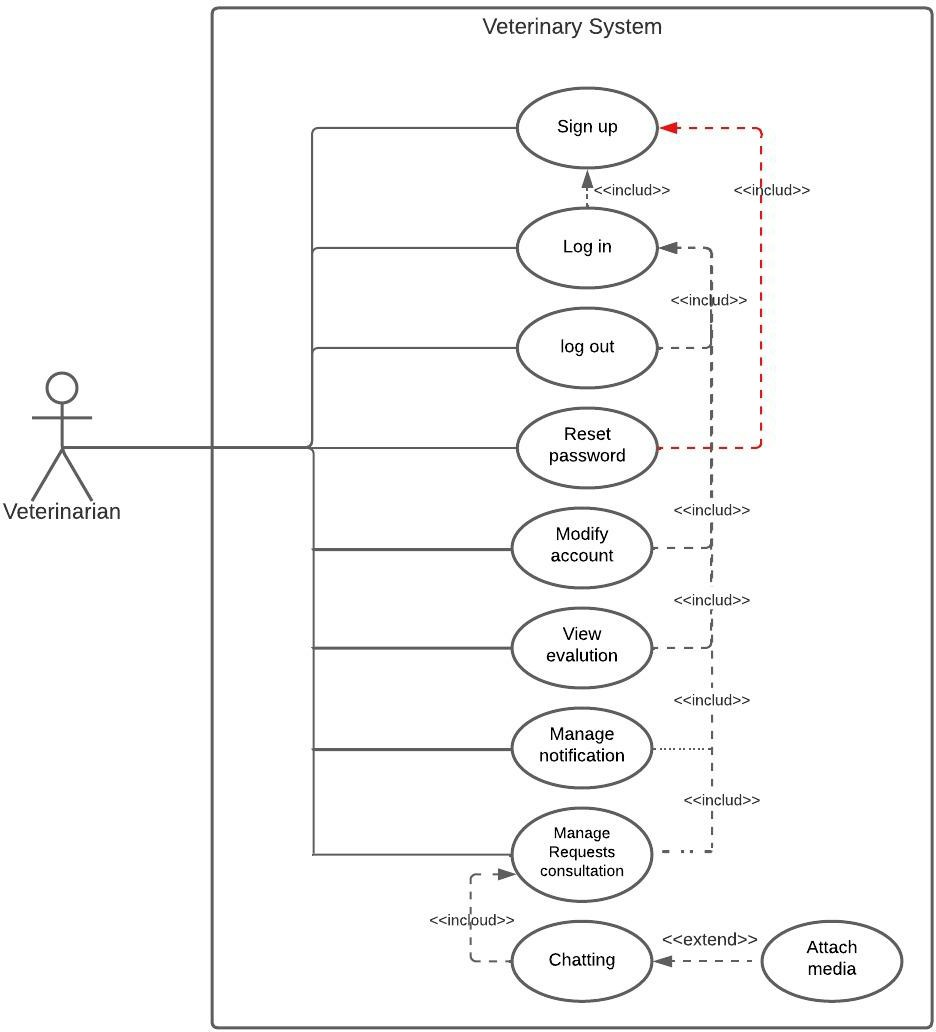 Veterinary System
Sign up
<<includ>>
<<includ>>
Log in
<<includ>>
log out
Reset
password
Veterinarian
<<includ>>
Modify
account
<<includ>>
View
evalution
<<includ>>
Manage
notification
<<includ>>
Manage
Requests
consultation
<<incloud>>
Chatting
<<extend>>
Attach
media